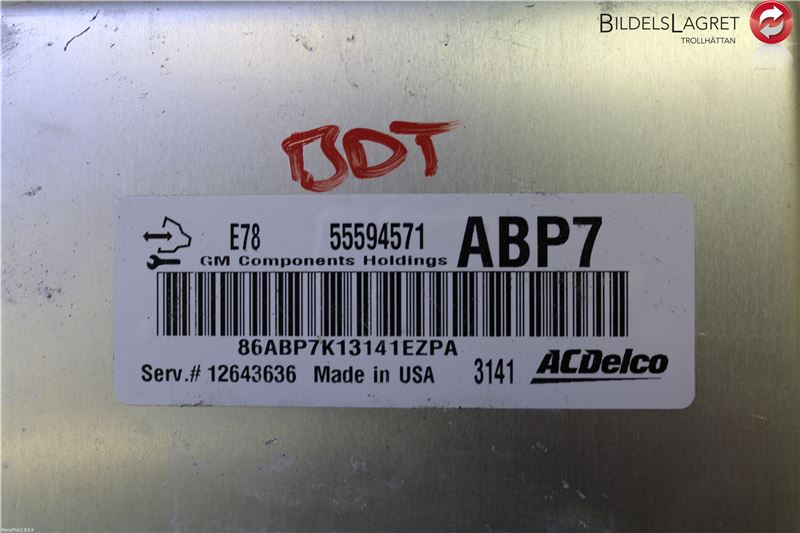 BILDELSLAGRET
TROLLHÄTTAN
BDT
E78 55594571 ABP7
GM Components Holdings
86ABP7K13141EZPA
Serv.# 12643636 Made in USA 3141 ACDelco